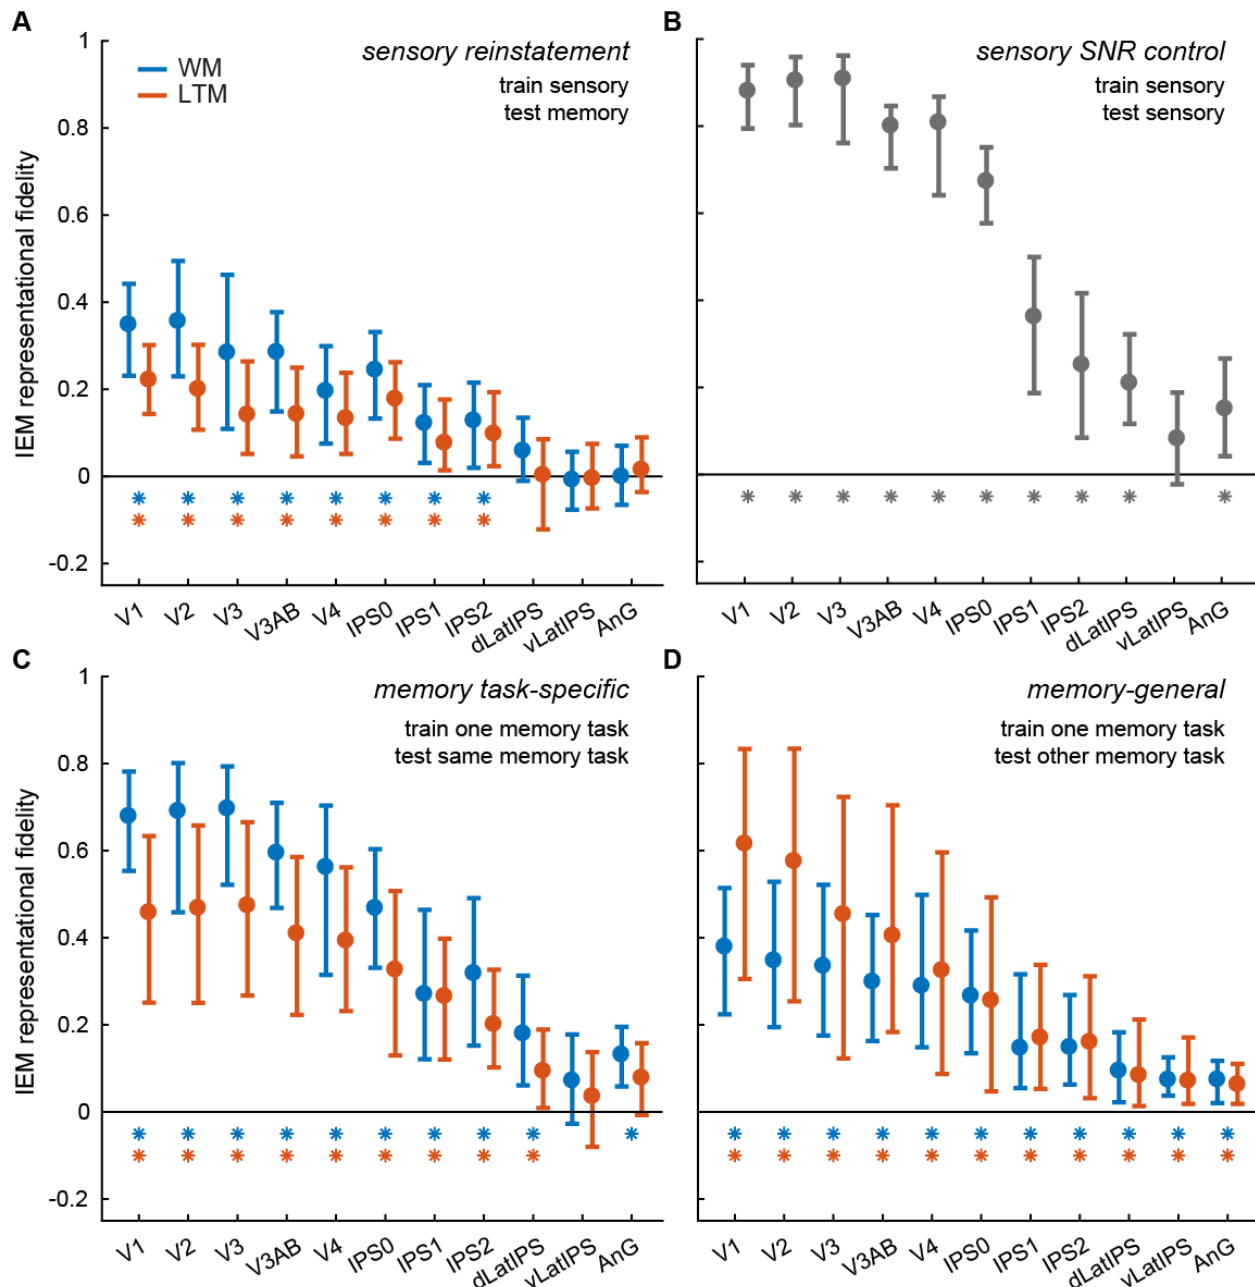 A
sensory reinstatement
train sensory
test memory
WM
LTM
IEM representational fidelity
1
0.8
0.6
0.4
0.2
0
-0.2
V1 V2 V3 V3AB V4 IPS0 IPS1 IPS2 dLatIPS vLatIPS AnG
B
sensory SNR control
train sensory
test sensory
V1 V2 V3 V3AB V4 IPS0 IPS1 IPS2 dLatIPS vLatIPS AnG
C
memory task-specific
train one memory task
test same memory task
IEM representational fidelity
1
0.8
0.6
0.4
0.2
0
-0.2
V1 V2 V3 V3AB V4 IPS0 IPS1 IPS2 dLatIPS vLatIPS AnG
D
memory-general
train one memory task
test other memory task
V1 V2 V3 V3AB V4 IPS0 IPS1 IPS2 dLatIPS vLatIPS AnG